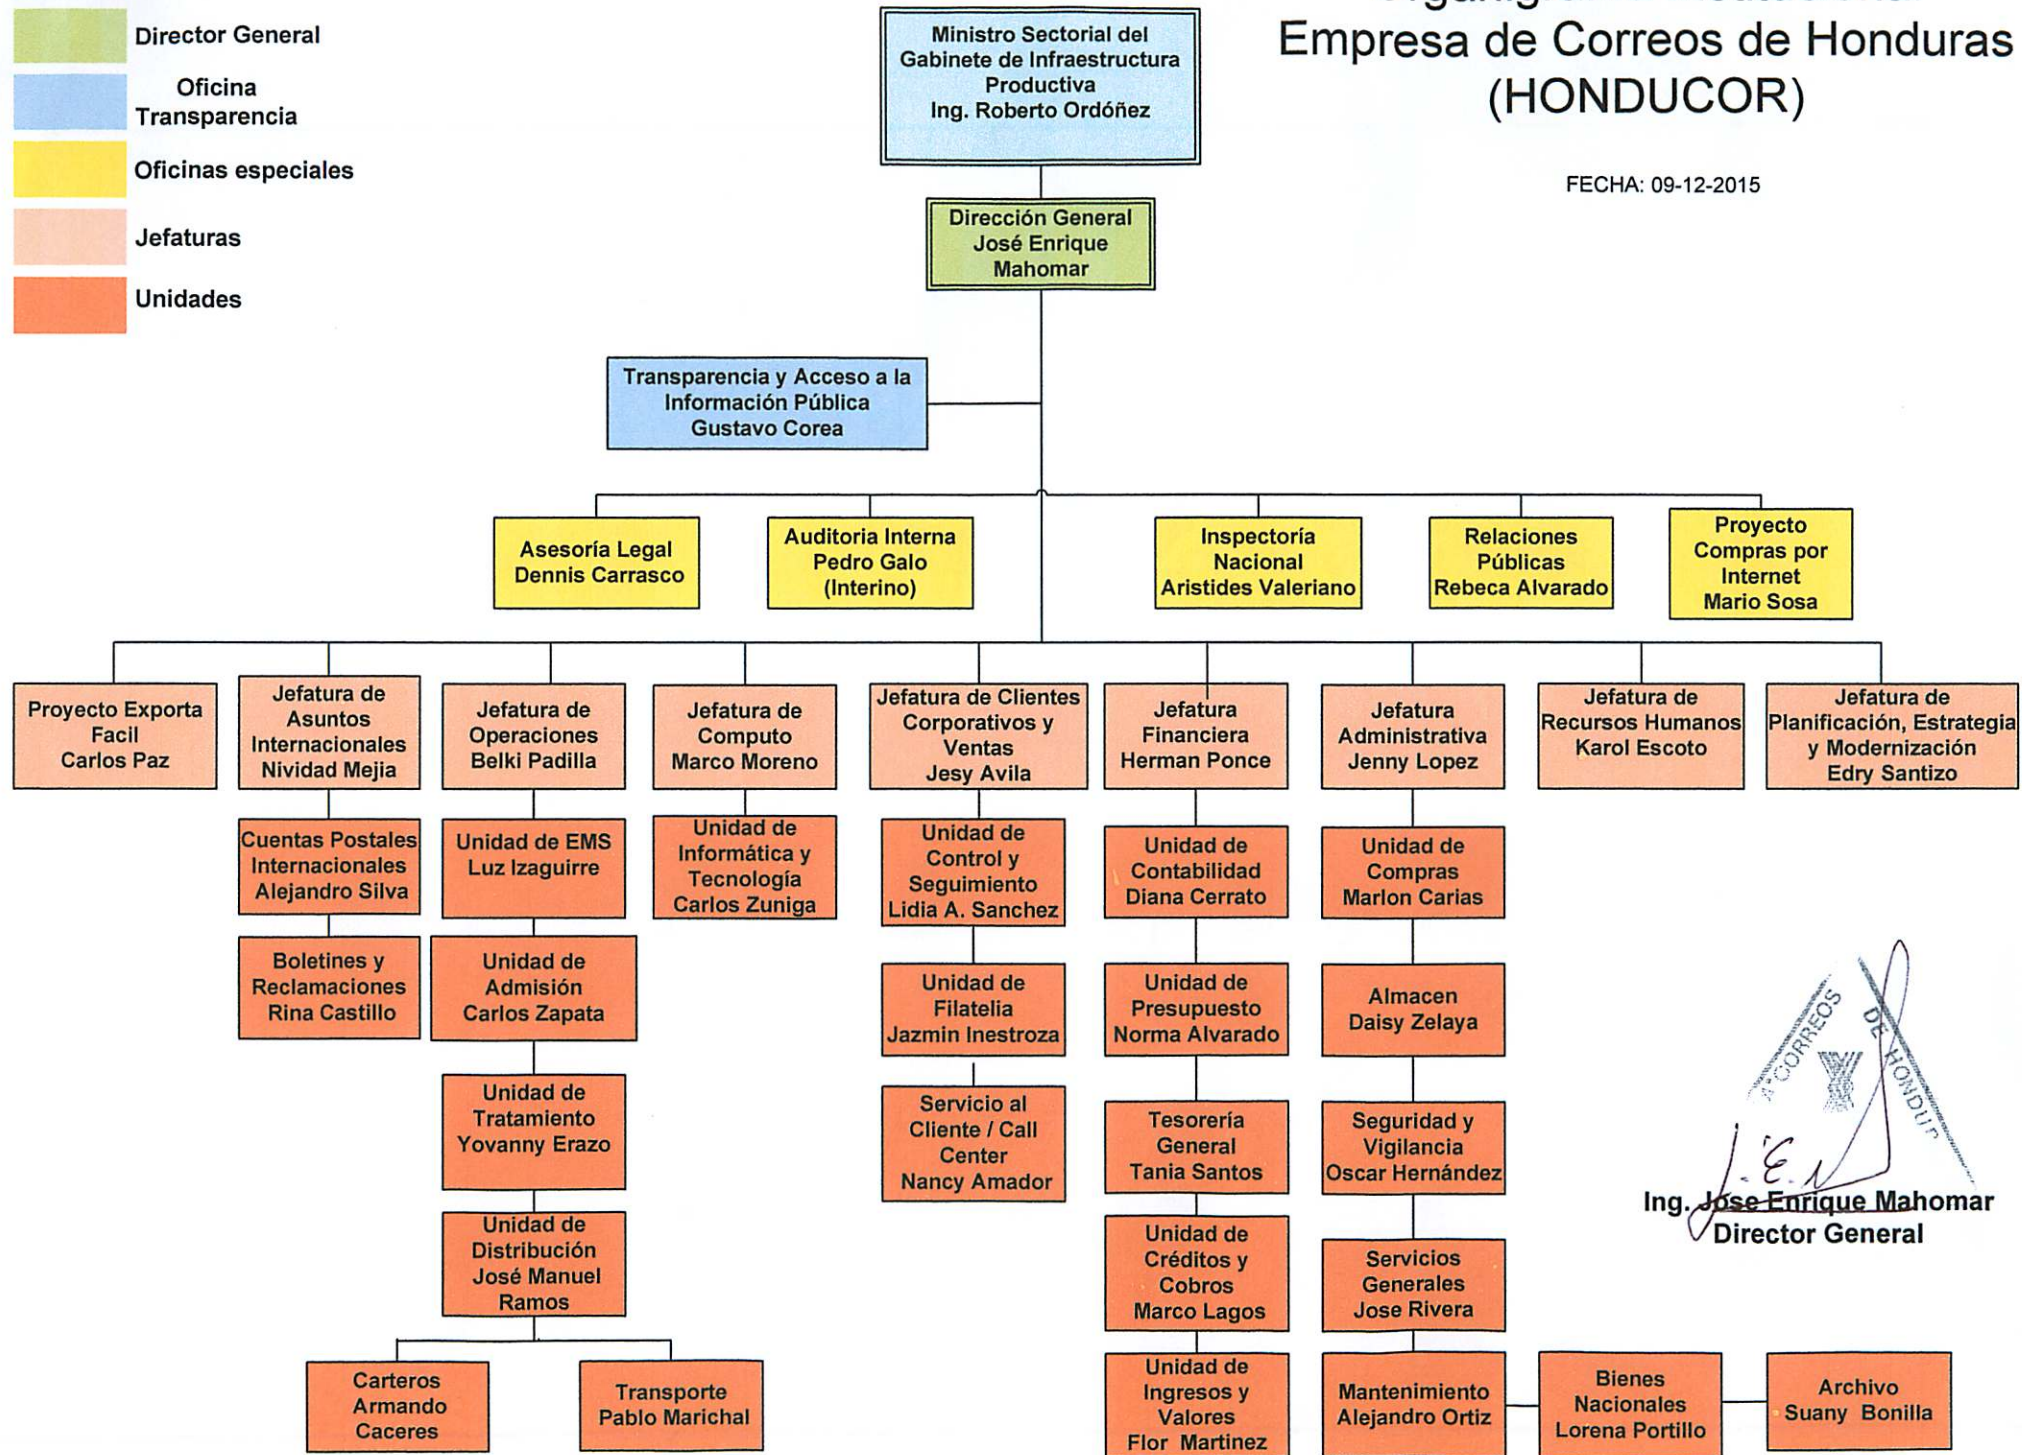 Empresa de Correos de Honduras
(HONDUCOR)
FECHA: 09-12-2015
Director General
Oficina
Transparencia
Oficinas especiales
Jefaturas
Unidades
Ministro Sectorial del
Gabinete de Infraestructura
Productiva
Ing. Roberto Ordóñez
Dirección General
José Enrique
Mahomar
Transparencia y Acceso a la
Información Pública
Gustavo Corea
Asesoría Legal
Dennis Carrasco
Auditoria Interna
Pedro Galo
(Interino)
Inspectoría
Nacional
Aristides Valeriano
Relaciones
Públicas
Rebeca Alvarado
Proyecto
Compras por
Internet
Mario Sosa
Proyecto Exporta
Facil
Carlos Paz
Jefatura de
Asuntos
Internacionales
Nividad Mejia
Jefatura de
Operaciones
Belki Padilla
Jefatura de
Computo
Marco Moreno
Jefatura de Clientes
Corporativos y
Ventas
Jesy Avila
Jefatura
Financiera
Herman Ponce
Jefatura
Administrativa
Jenny Lopez
Jefatura de
Recursos Humanos
Karol Escoto
Jefatura de
Planificación, Estrategia
y Modernización
Edry Santizo
Cuentas Postales
Internacionales
Alejandro Silva
Boletines y
Reclamaciones
Rina Castillo
Unidad de EMS
Luz Izaguirre
Unidad de
Admisión
Carlos Zapata
Unidad de
Tratamiento
Yovanny Erazo
Unidad de
Distribución
José Manuel
Ramos
Carteros
Armando
Caceres
Transporte
Pablo Marichal
Unidad de
Informática y
Tecnología
Carlos Zuniga
Unidad de
Control y
Seguimiento
Lidia A. Sanchez
Unidad de
Filatelia
Jazmin Inestroza
Servicio al
Cliente / Call
Center
Nancy Amador
Unidad de
Contabilidad
Diana Cerrato
Unidad de
Presupuesto
Norma Alvarado
Tesorería
General
Tania Santos
Unidad de
Créditos y
Cobros
Marco Lagos
Unidad de
Ingresos y
Valores
Flor Martinez
Unidad de
Compras
Marlon Carias
Almacen
Daisy Zelaya
Seguridad y
Vigilancia
Oscar Hernández
Servicios
Generales
Jose Rivera
Mantenimiento
Alejandro Ortiz
Bienes
Nacionales
Lorena Portillo
Archivo
Suany Bonilla
CORREOS
DE HONDUR
Ing. Jose Enrique Mahomar
Director General